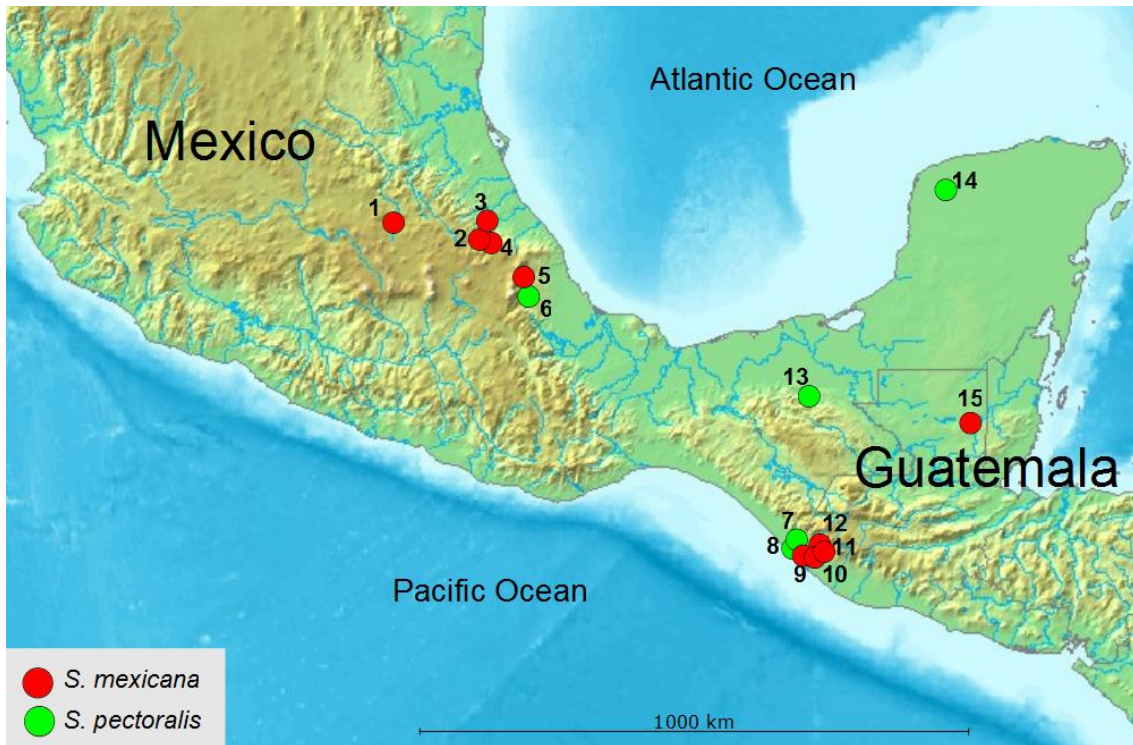 Atlantic Ocean
Mexico
14
3
1
2
4
5
6
13
15
Guatemala
7
12
8
11
9
10
Pacific Ocean
S. mexicana
S. pectoralis
1000 km